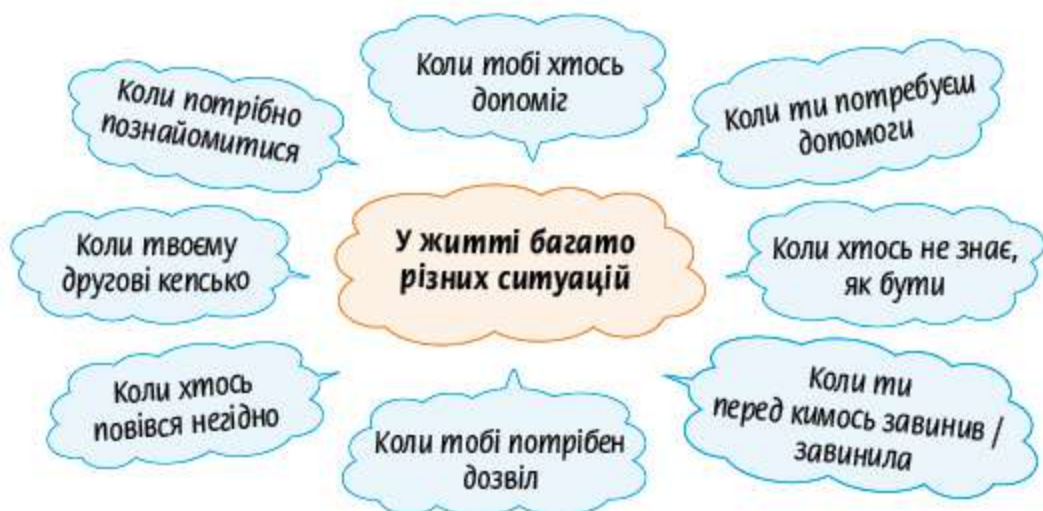 Коли тобі хтось
допоміг
Коли потрібно
познайомитися
Коли ти потребуєш
допомоги
Коли твоєму
другові кепсько
У житті багато
різних ситуацій
Коли хтось не знає,
як бути
Коли хтось
повівся негідно
Коли тобі потрібен
дозвіл
Коли ти
перед кимось завинив /
завинила